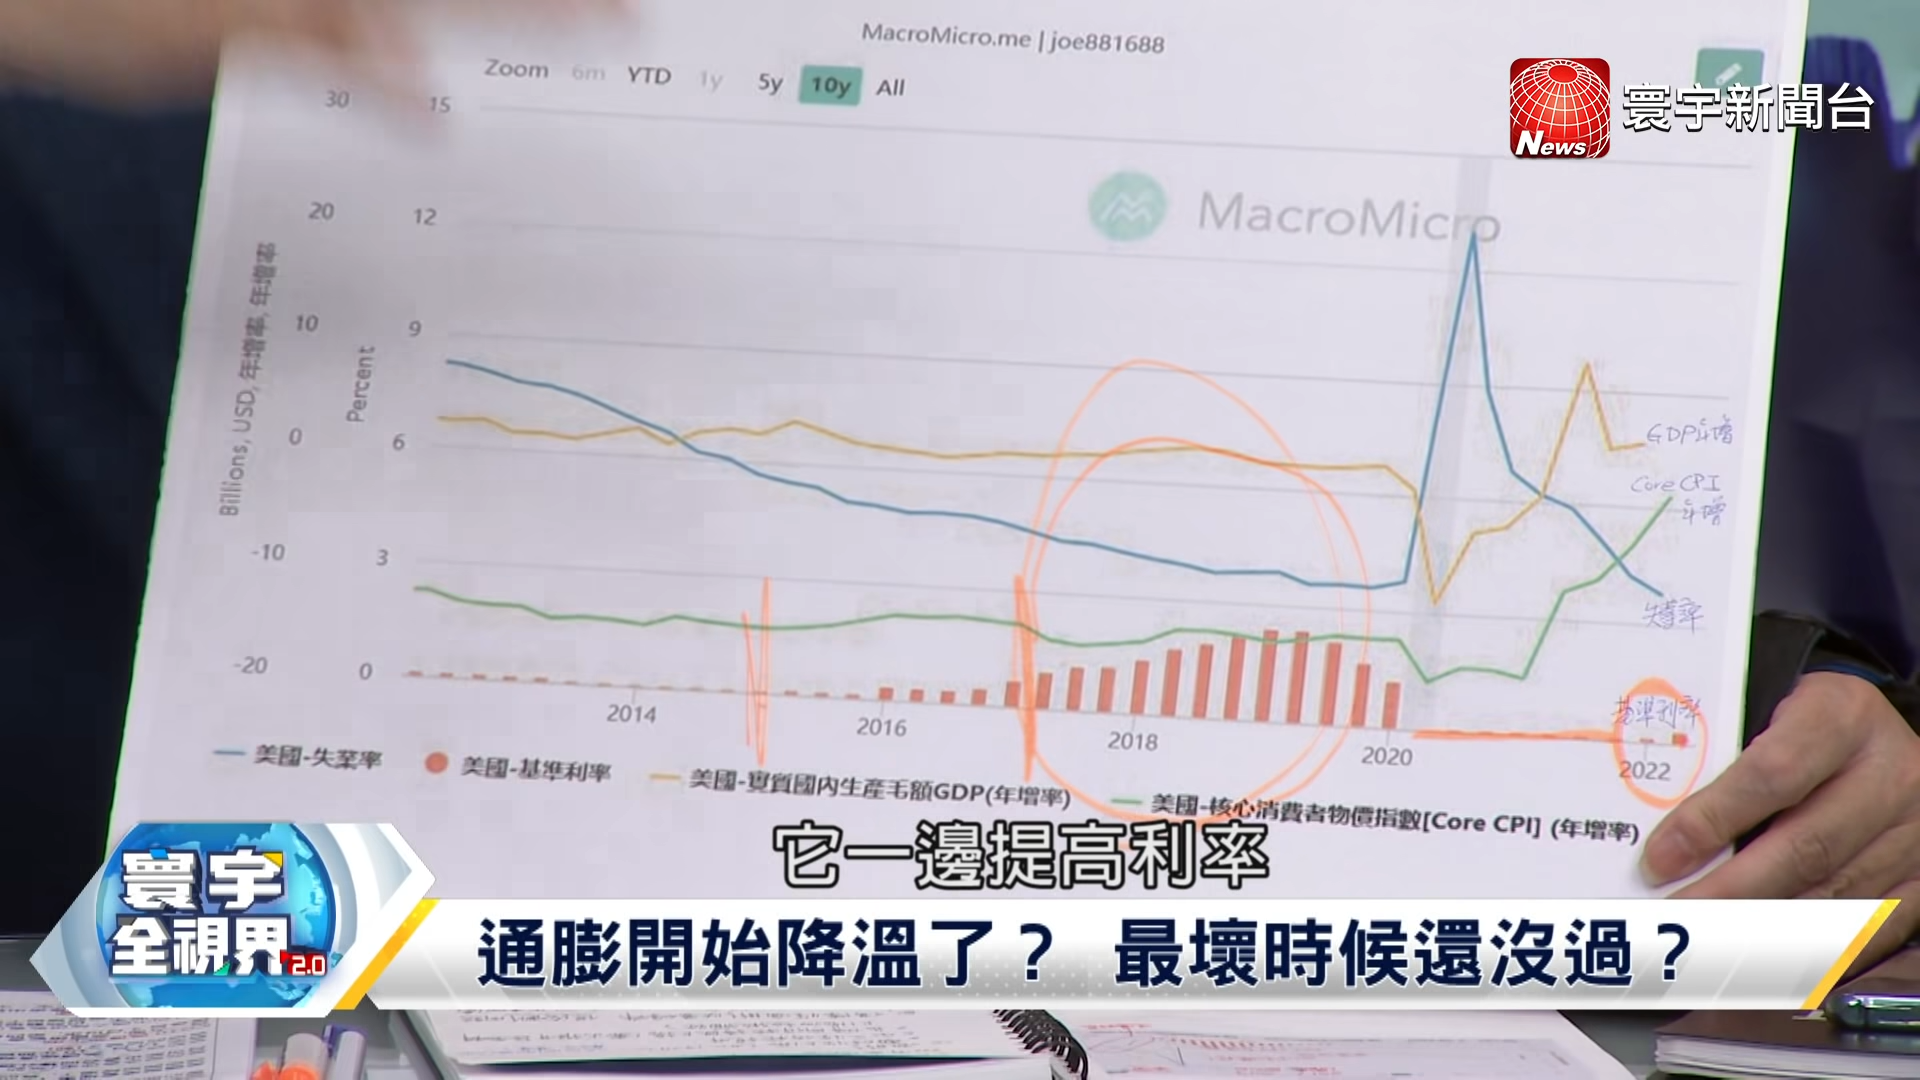 MacroMicro.me | joe881688
Zoom 6m YTD 1y 5y 10y All
寰宇新聞台
News
MacroMicro
30 15
20 12
10 9
0 6
-10 3
-20 0
Billions, USD, 年增率, 年增率
Percent
GDP年增
Core CPI
年增
失業率
基準利率
2014 2016 2018 2020 2022
美國-失業率 美國-基準利率 美國-實質國內生產毛額GDP(年增率) 美國-核心消費者物價指數[Core CPI] (年增率)
它一邊提高利率
寰宇
全視界2.0
通膨開始降溫了？ 最壞時候還沒過？